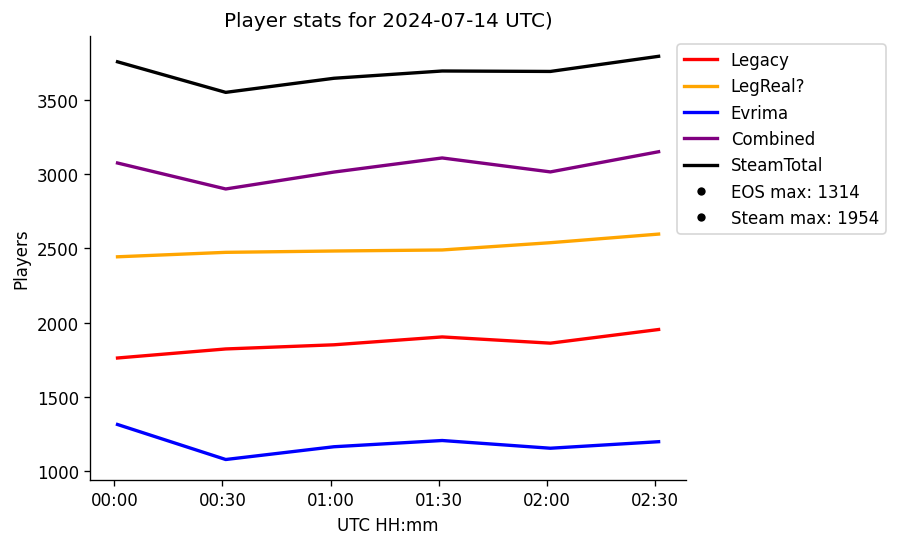 Player stats for 2024-07-14 UTC)
Legacy
LegReal?
Evrima
Combined
SteamTotal
EOS max: 1314
Steam max: 1954
Players
3500
3000
2500
2000
1500
1000
00:00 00:30 01:00 01:30 02:00 02:30
UTC HH:mm